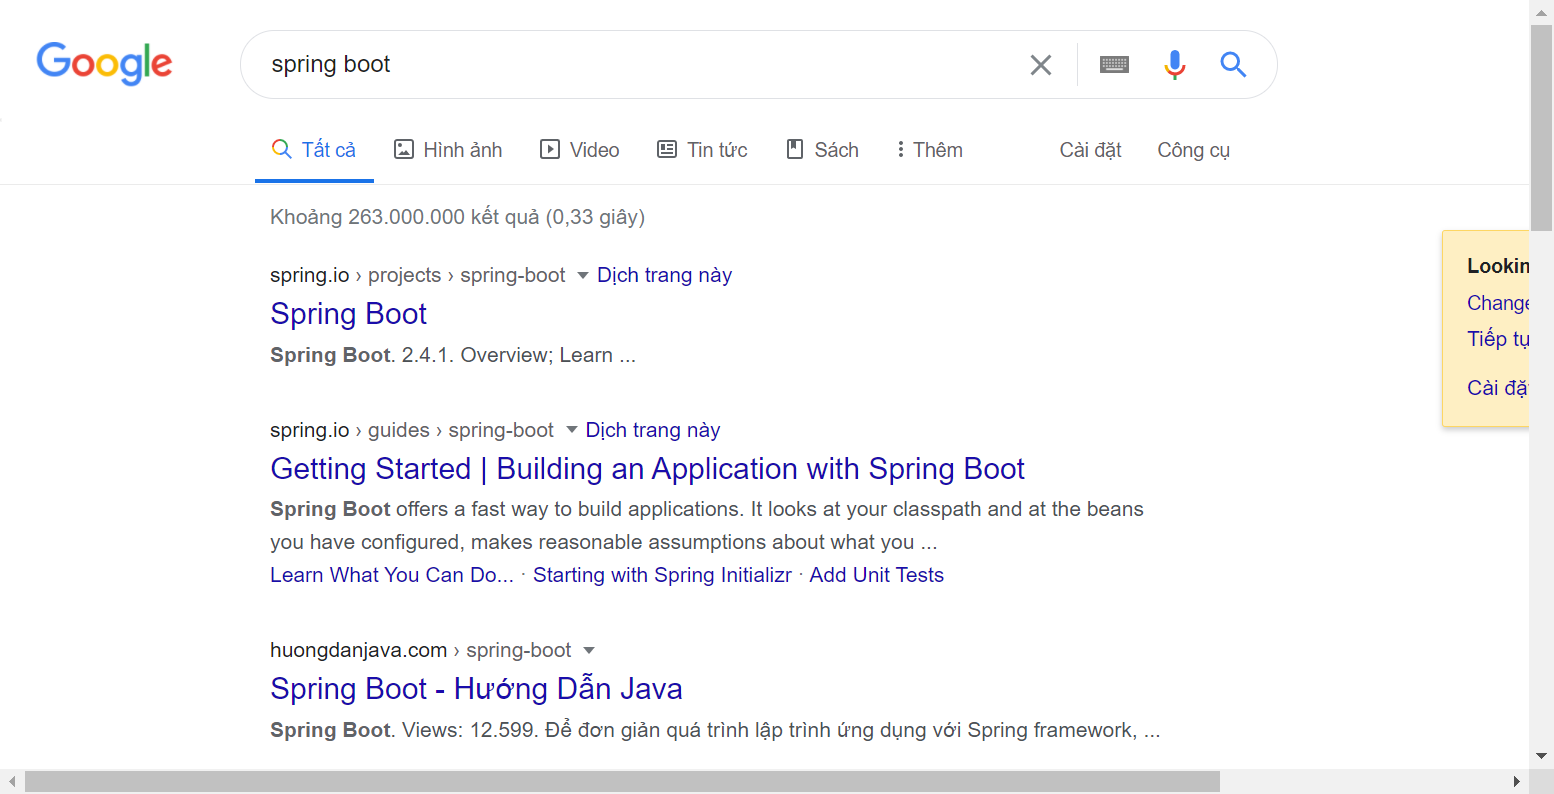 Google
spring boot
Tất cả Hình ảnh Video Tin tức Sách Thêm Cài đặt Công cụ
Khoảng 263.000.000 kết quả (0,33 giây)
spring.io › projects › spring-boot Dịch trang này
Spring Boot
Spring Boot. 2.4.1. Overview; Learn ...
spring.io › guides › spring-boot Dịch trang này
Getting Started | Building an Application with Spring Boot
Spring Boot offers a fast way to build applications. It looks at your classpath and at the beans
you have configured, makes reasonable assumptions about what you ...
Learn What You Can Do... · Starting with Spring Initializr · Add Unit Tests
huongdanjava.com › spring-boot
Spring Boot - Hướng Dẫn Java
Spring Boot. Views: 12.599. Để đơn giản quá trình lập trình ứng dụng với Spring framework, ...
Lookin
Change
Tiếp tụ
Cài đặ